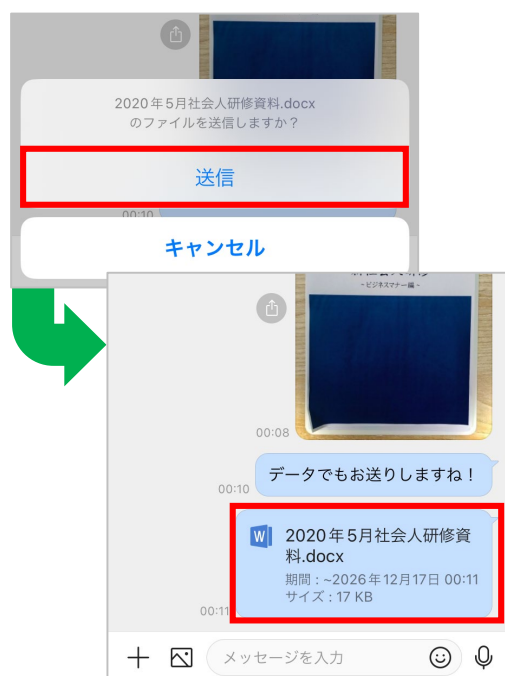 2020年5月社会人研修資料.docx
のファイルを送信しますか？
送信
00:10
キャンセル
~ビジネスマナー編~
00:08
データでもお送りしますね！
00:10
W
2020年5月社会人研修資
料.docx
期間：~2026年12月17日 00:11
サイズ：17 KB
00:11
メッセージを入力